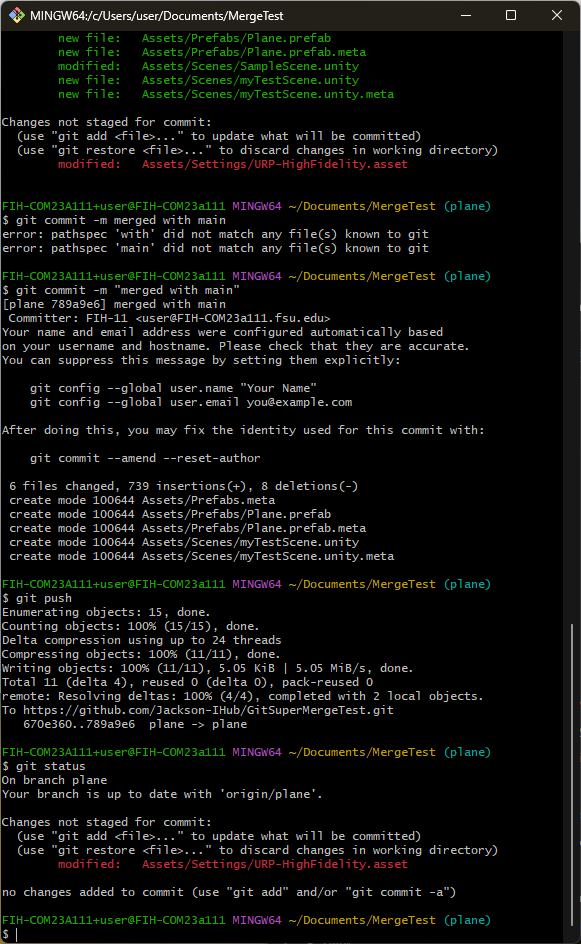 MINGW64:/c/Users/user/Documents/MergeTest
new file:   Assets/Prefabs/Plane.prefab
new file:   Assets/Prefabs/Plane.prefab.meta
modified:   Assets/Scenes/SampleScene.unity
new file:   Assets/Scenes/myTestScene.unity
new file:   Assets/Scenes/myTestScene.unity.meta
Changes not staged for commit:
(use "git add <file>..." to update what will be committed)
(use "git restore <file>..." to discard changes in working directory)
modified:   Assets/Settings/URP-HighFidelity.asset
FIH-COM23A111+user@FIH-COM23a111 MINGW64 ~/Documents/MergeTest (plane)
$ git commit -m merged with main
error: pathspec 'with' did not match any file(s) known to git
error: pathspec 'main' did not match any file(s) known to git
FIH-COM23A111+user@FIH-COM23a111 MINGW64 ~/Documents/MergeTest (plane)
$ git commit -m "merged with main"
[plane 789a9e6] merged with main
Committer: FIH-11 <user@FIH-COM23a111.fsu.edu>
Your name and email address were configured automatically based
on your username and hostname. Please check that they are accurate.
You can suppress this message by setting them explicitly:
git config --global user.name "Your Name"
git config --global user.email you@example.com
After doing this, you may fix the identity used for this commit with:
git commit --amend --reset-author
6 files changed, 739 insertions(+), 8 deletions(-)
create mode 100644 Assets/Prefabs.meta
create mode 100644 Assets/Prefabs/Plane.prefab
create mode 100644 Assets/Prefabs/Plane.prefab.meta
create mode 100644 Assets/Scenes/myTestScene.unity
create mode 100644 Assets/Scenes/myTestScene.unity.meta
FIH-COM23A111+user@FIH-COM23a111 MINGW64 ~/Documents/MergeTest (plane)
$ git push
Enumerating objects: 15, done.
Counting objects: 100% (15/15), done.
Delta compression using up to 24 threads
Compressing objects: 100% (11/11), done.
Writing objects: 100% (11/11), 5.05 KiB | 5.05 MiB/s, done.
Total 11 (delta 4), reused 0 (delta 0), pack-reused 0
remote: Resolving deltas: 100% (4/4), completed with 2 local objects.
To https://github.com/Jackson-IHub/GitSuperMergeTest.git
670e360..789a9e6  plane -> plane
FIH-COM23A111+user@FIH-COM23a111 MINGW64 ~/Documents/MergeTest (plane)
$ git status
On branch plane
Your branch is up to date with 'origin/plane'.
Changes not staged for commit:
(use "git add <file>..." to update what will be committed)
(use "git restore <file>..." to discard changes in working directory)
modified:   Assets/Settings/URP-HighFidelity.asset
no changes added to commit (use "git add" and/or "git commit -a")
FIH-COM23A111+user@FIH-COM23a111 MINGW64 ~/Documents/MergeTest (plane)
$